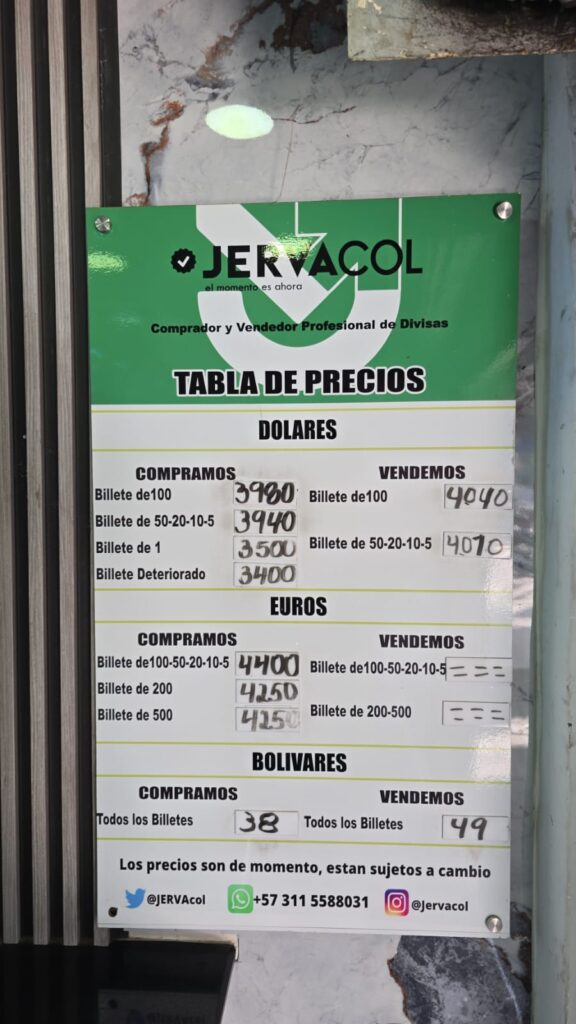 JERVACOL
el momento es ahora
Comprador y Vendedor Profesional de Divisas
TABLA DE PRECIOS
DOLARES
COMPRAMOS VENDEMOS
Billete de100 3980 Billete de100 4040
Billete de 50-20-10-5 3940 Billete de 50-20-10-5 4070
Billete de 1 3500
Billete Deteriorado 3400
EUROS
COMPRAMOS VENDEMOS
Billete de100-50-20-10-5 4400 Billete de100-50-20-10-5 ===
Billete de 200 4250 Billete de 200-500 ===
Billete de 500 4250
BOLIVARES
COMPRAMOS VENDEMOS
Todos los Billetes 38 Todos los Billetes 49
Los precios son de momento, estan sujetos a cambio
@JERVAcol +57 311 5588031 @Jervacol